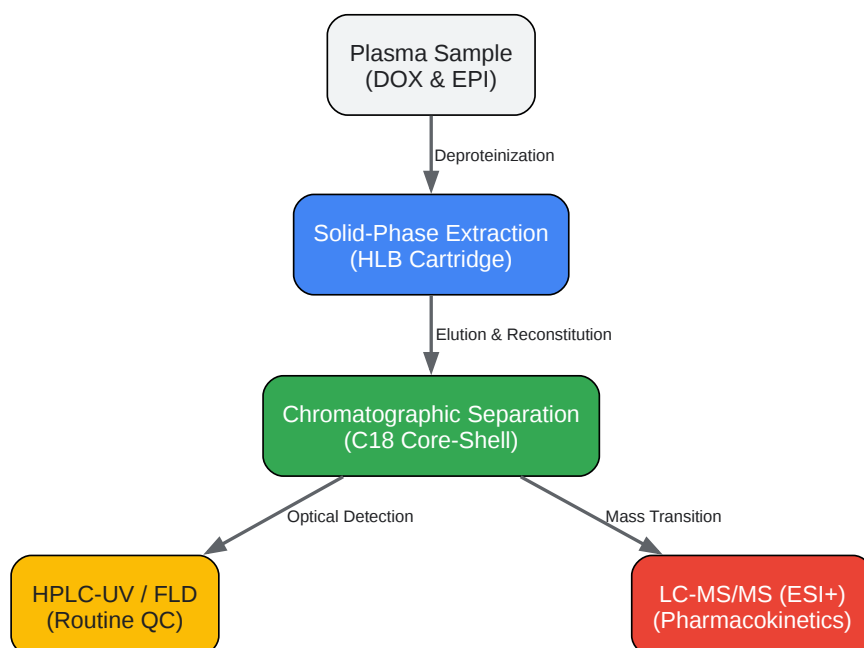 Plasma Sample
(DOX & EPI)
Deproteinization
Solid-Phase Extraction
(HLB Cartridge)
Elution & Reconstitution
Chromatographic Separation
(C18 Core-Shell)
Optical Detection
Mass Transition
HPLC-UV / FLD
(Routine QC)
LC-MS/MS (ESI+)
(Pharmacokinetics)